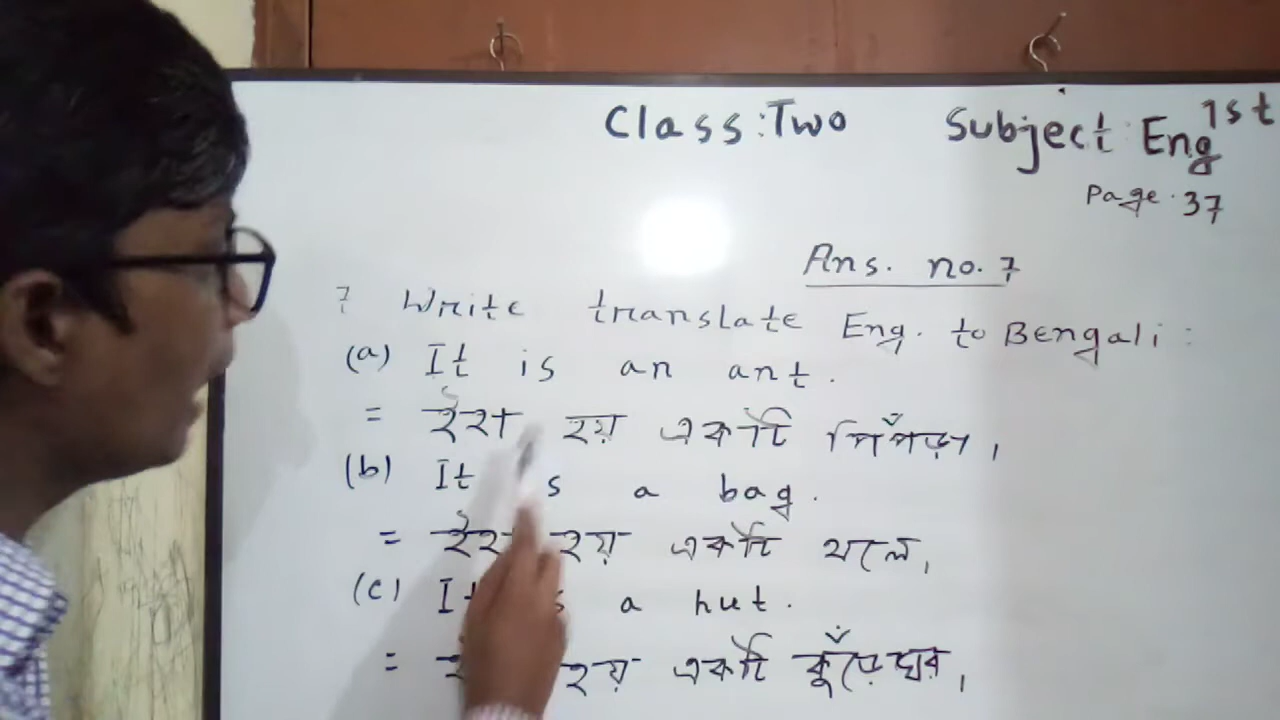 Class: Two Subject: Eng 1st
Page. 37
Ans. no. 7
7 Write translate Eng. to Bengali:
(a) It is an ant.
= ইহা হয় একটি পিঁপড়া।
(b) It s a bag.
= হয় একটি থলে।
(c) a hut.
= হয় একটি কুঁড়েঘর।